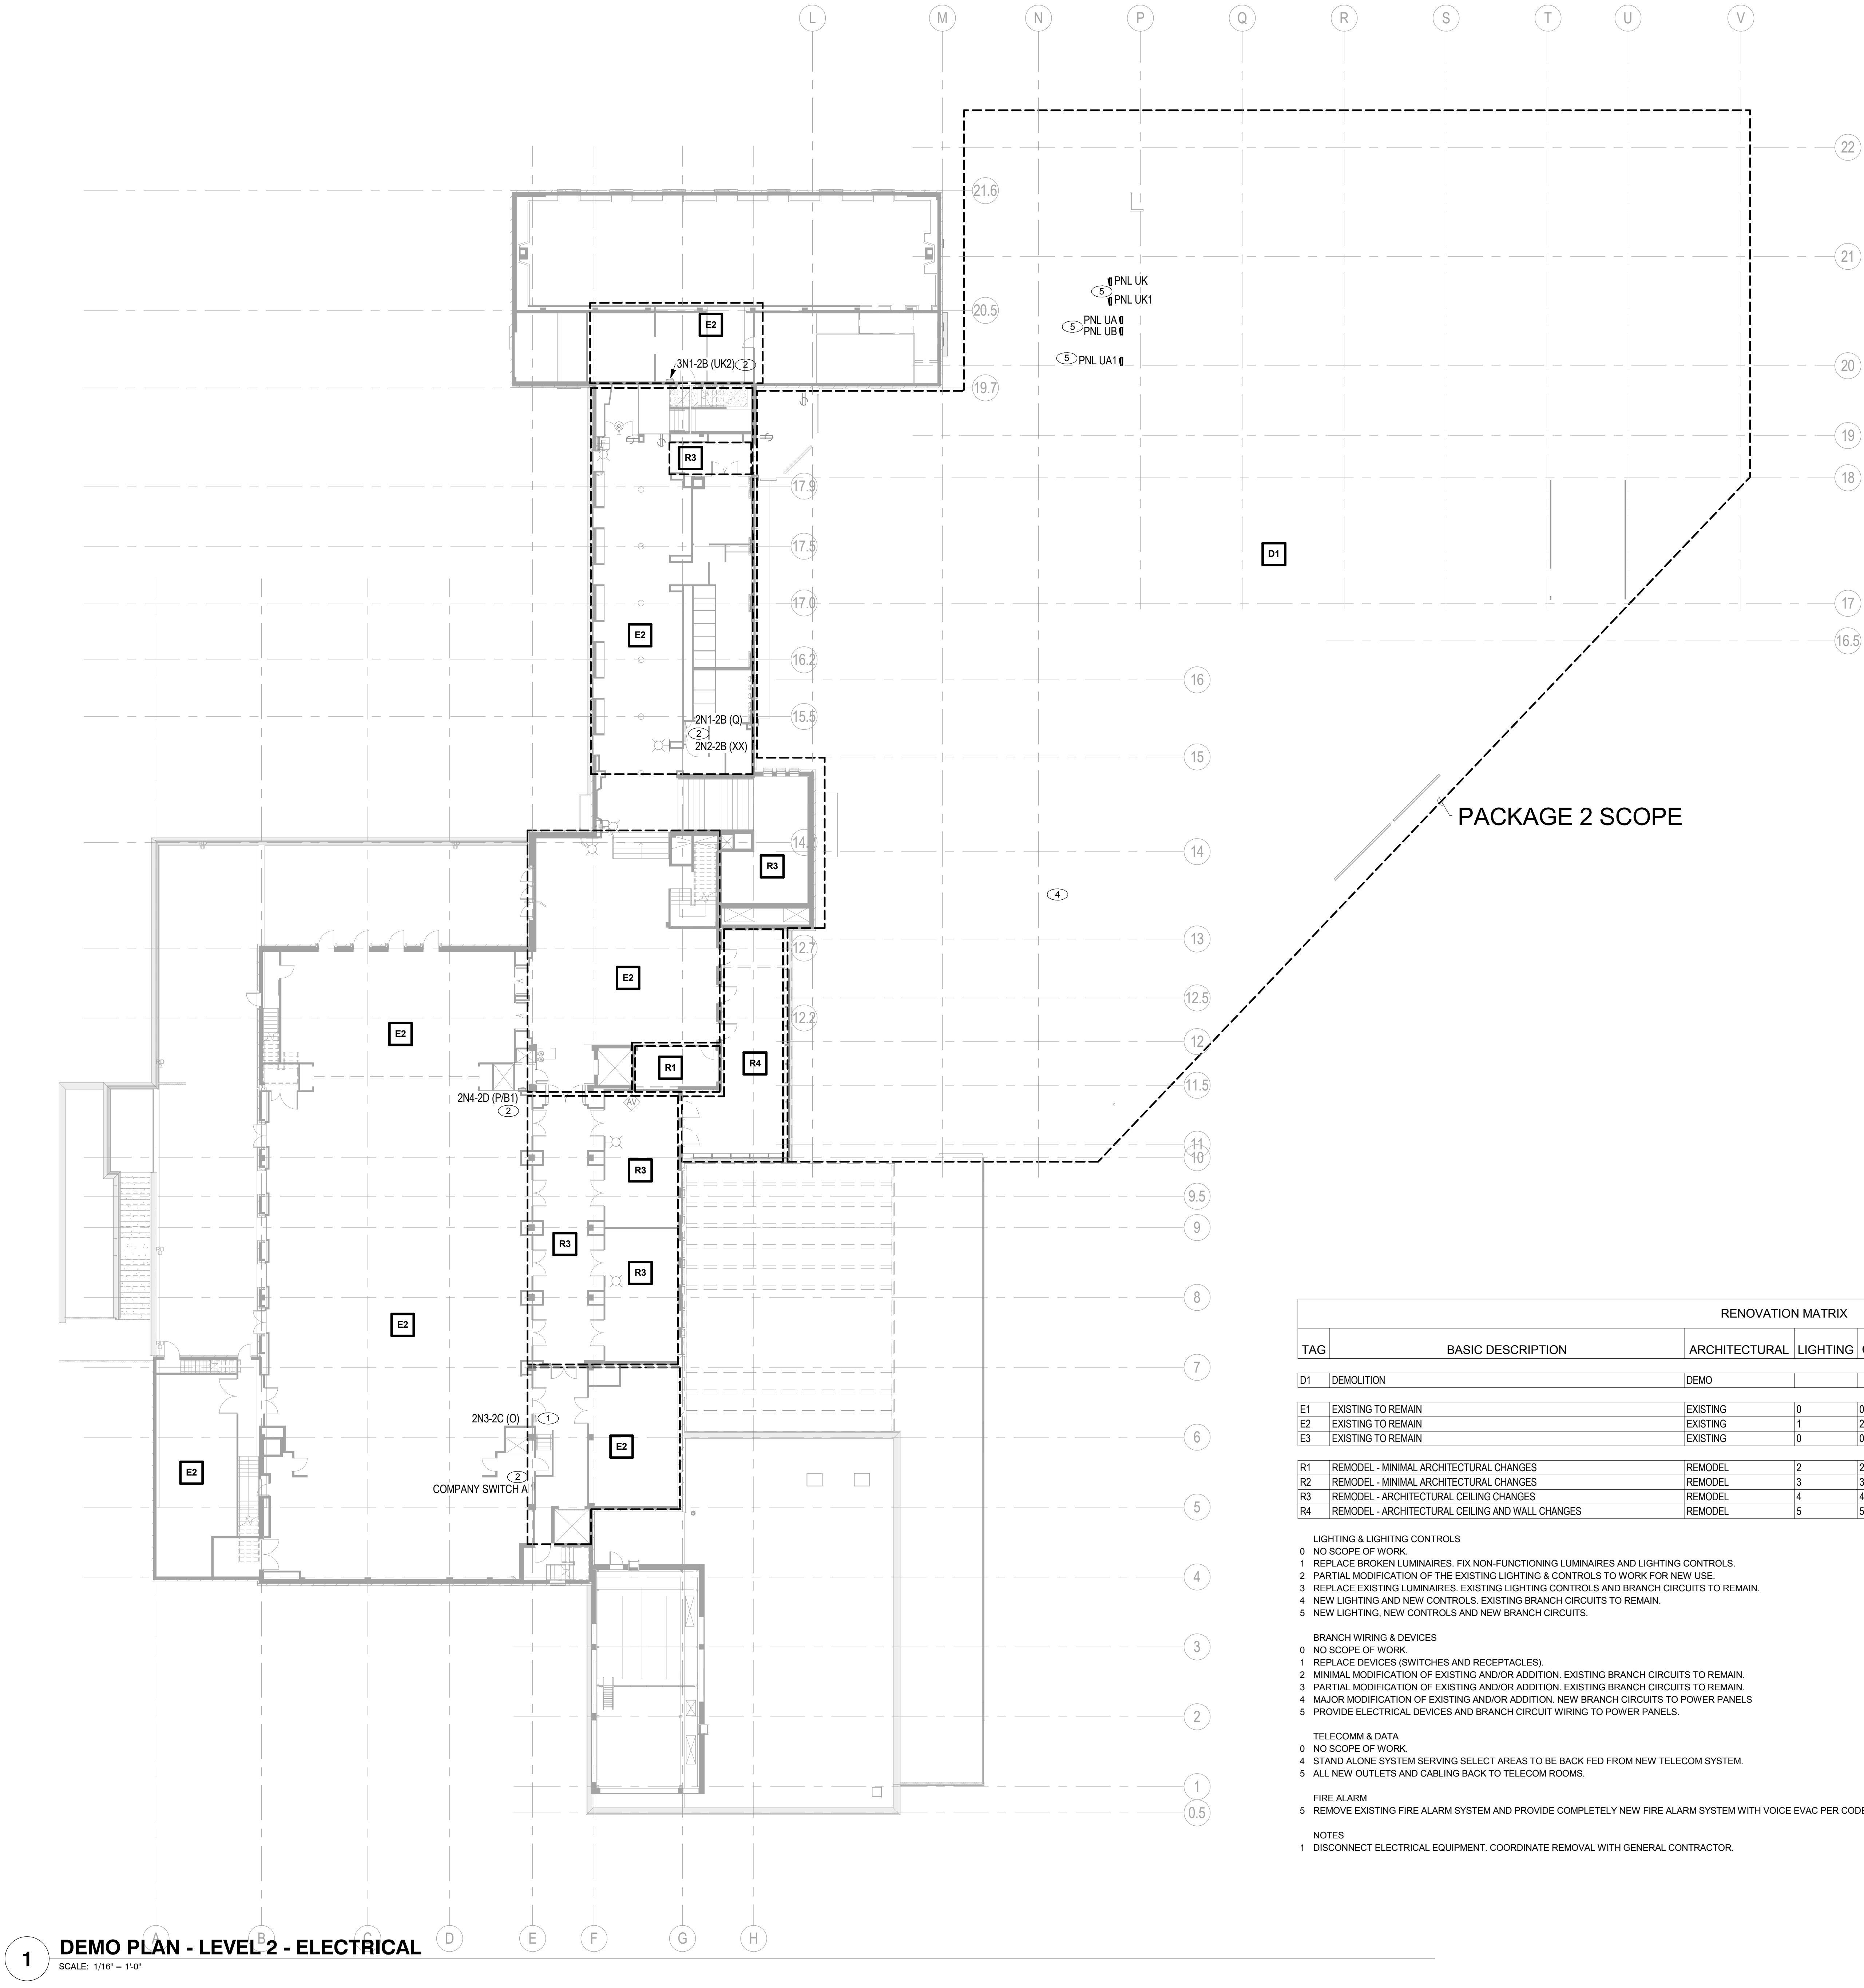 L M N P Q R S T U V
22
21.6
21
PNL UK
5
PNL UK1
20.5
E2
PNL UA
5 PNL UB
3N1-2B (UK2) 2
5 PNL UA1
20
19.7
19
F
R3
18
17.9
17.5
D1
17.0
17
E2
16.5
16.2
16
2N1-2B (Q)
15.5
2
2N2-2B (XX)
15
PACKAGE 2 SCOPE
14
R3
4
13
12.7
E2
12.5
12.2
E2
12
R1
R4
11.5
2N4-2D (P/B1)
AV
2
11
10
R3
9.5
9
R3
R3
8
E2
7
2N3-2C (O) 1
6
E2
E2
2
COMPANY SWITCH A
5
4
3
2
1
0.5
RENOVATION MATRIX
TAG BASIC DESCRIPTION ARCHITECTURAL LIGHTING
D1 DEMOLITION DEMO
E1 EXISTING TO REMAIN EXISTING 0 0
E2 EXISTING TO REMAIN EXISTING 1 2
E3 EXISTING TO REMAIN EXISTING 0 0
R1 REMODEL - MINIMAL ARCHITECTURAL CHANGES REMODEL 2 2
R2 REMODEL - MINIMAL ARCHITECTURAL CHANGES REMODEL 3 3
R3 REMODEL - ARCHITECTURAL CEILING CHANGES REMODEL 4 4
R4 REMODEL - ARCHITECTURAL CEILING AND WALL CHANGES REMODEL 5 5
LIGHTING & LIGHITNG CONTROLS
0 NO SCOPE OF WORK.
1 REPLACE BROKEN LUMINAIRES. FIX NON-FUNCTIONING LUMINAIRES AND LIGHTING CONTROLS.
2 PARTIAL MODIFICATION OF THE EXISTING LIGHTING & CONTROLS TO WORK FOR NEW USE.
3 REPLACE EXISTING LUMINAIRES. EXISTING LIGHTING CONTROLS AND BRANCH CIRCUITS TO REMAIN.
4 NEW LIGHTING AND NEW CONTROLS. EXISTING BRANCH CIRCUITS TO REMAIN.
5 NEW LIGHTING, NEW CONTROLS AND NEW BRANCH CIRCUITS.
BRANCH WIRING & DEVICES
0 NO SCOPE OF WORK.
1 REPLACE DEVICES (SWITCHES AND RECEPTACLES).
2 MINIMAL MODIFICATION OF EXISTING AND/OR ADDITION. EXISTING BRANCH CIRCUITS TO REMAIN.
3 PARTIAL MODIFICATION OF EXISTING AND/OR ADDITION. EXISTING BRANCH CIRCUITS TO REMAIN.
4 MAJOR MODIFICATION OF EXISTING AND/OR ADDITION. NEW BRANCH CIRCUITS TO POWER PANELS
5 PROVIDE ELECTRICAL DEVICES AND BRANCH CIRCUIT WIRING TO POWER PANELS.
TELECOMM & DATA
0 NO SCOPE OF WORK.
4 STAND ALONE SYSTEM SERVING SELECT AREAS TO BE BACK FED FROM NEW TELECOM SYSTEM.
5 ALL NEW OUTLETS AND CABLING BACK TO TELECOM ROOMS.
FIRE ALARM
5 REMOVE EXISTING FIRE ALARM SYSTEM AND PROVIDE COMPLETELY NEW FIRE ALARM SYSTEM WITH VOICE EVAC PER CODE
NOTES
1 DISCONNECT ELECTRICAL EQUIPMENT. COORDINATE REMOVAL WITH GENERAL CONTRACTOR.
A B C D E F G H
1 DEMO PLAN - LEVEL 2 - ELECTRICAL
SCALE: 1/16" = 1'-0"